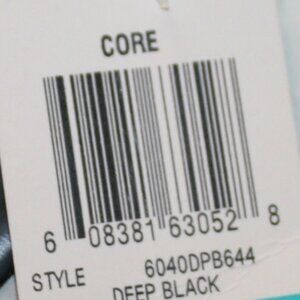 CORE
6 08381 63052 8
STYLE 6040DPB644
DEEP BLACK